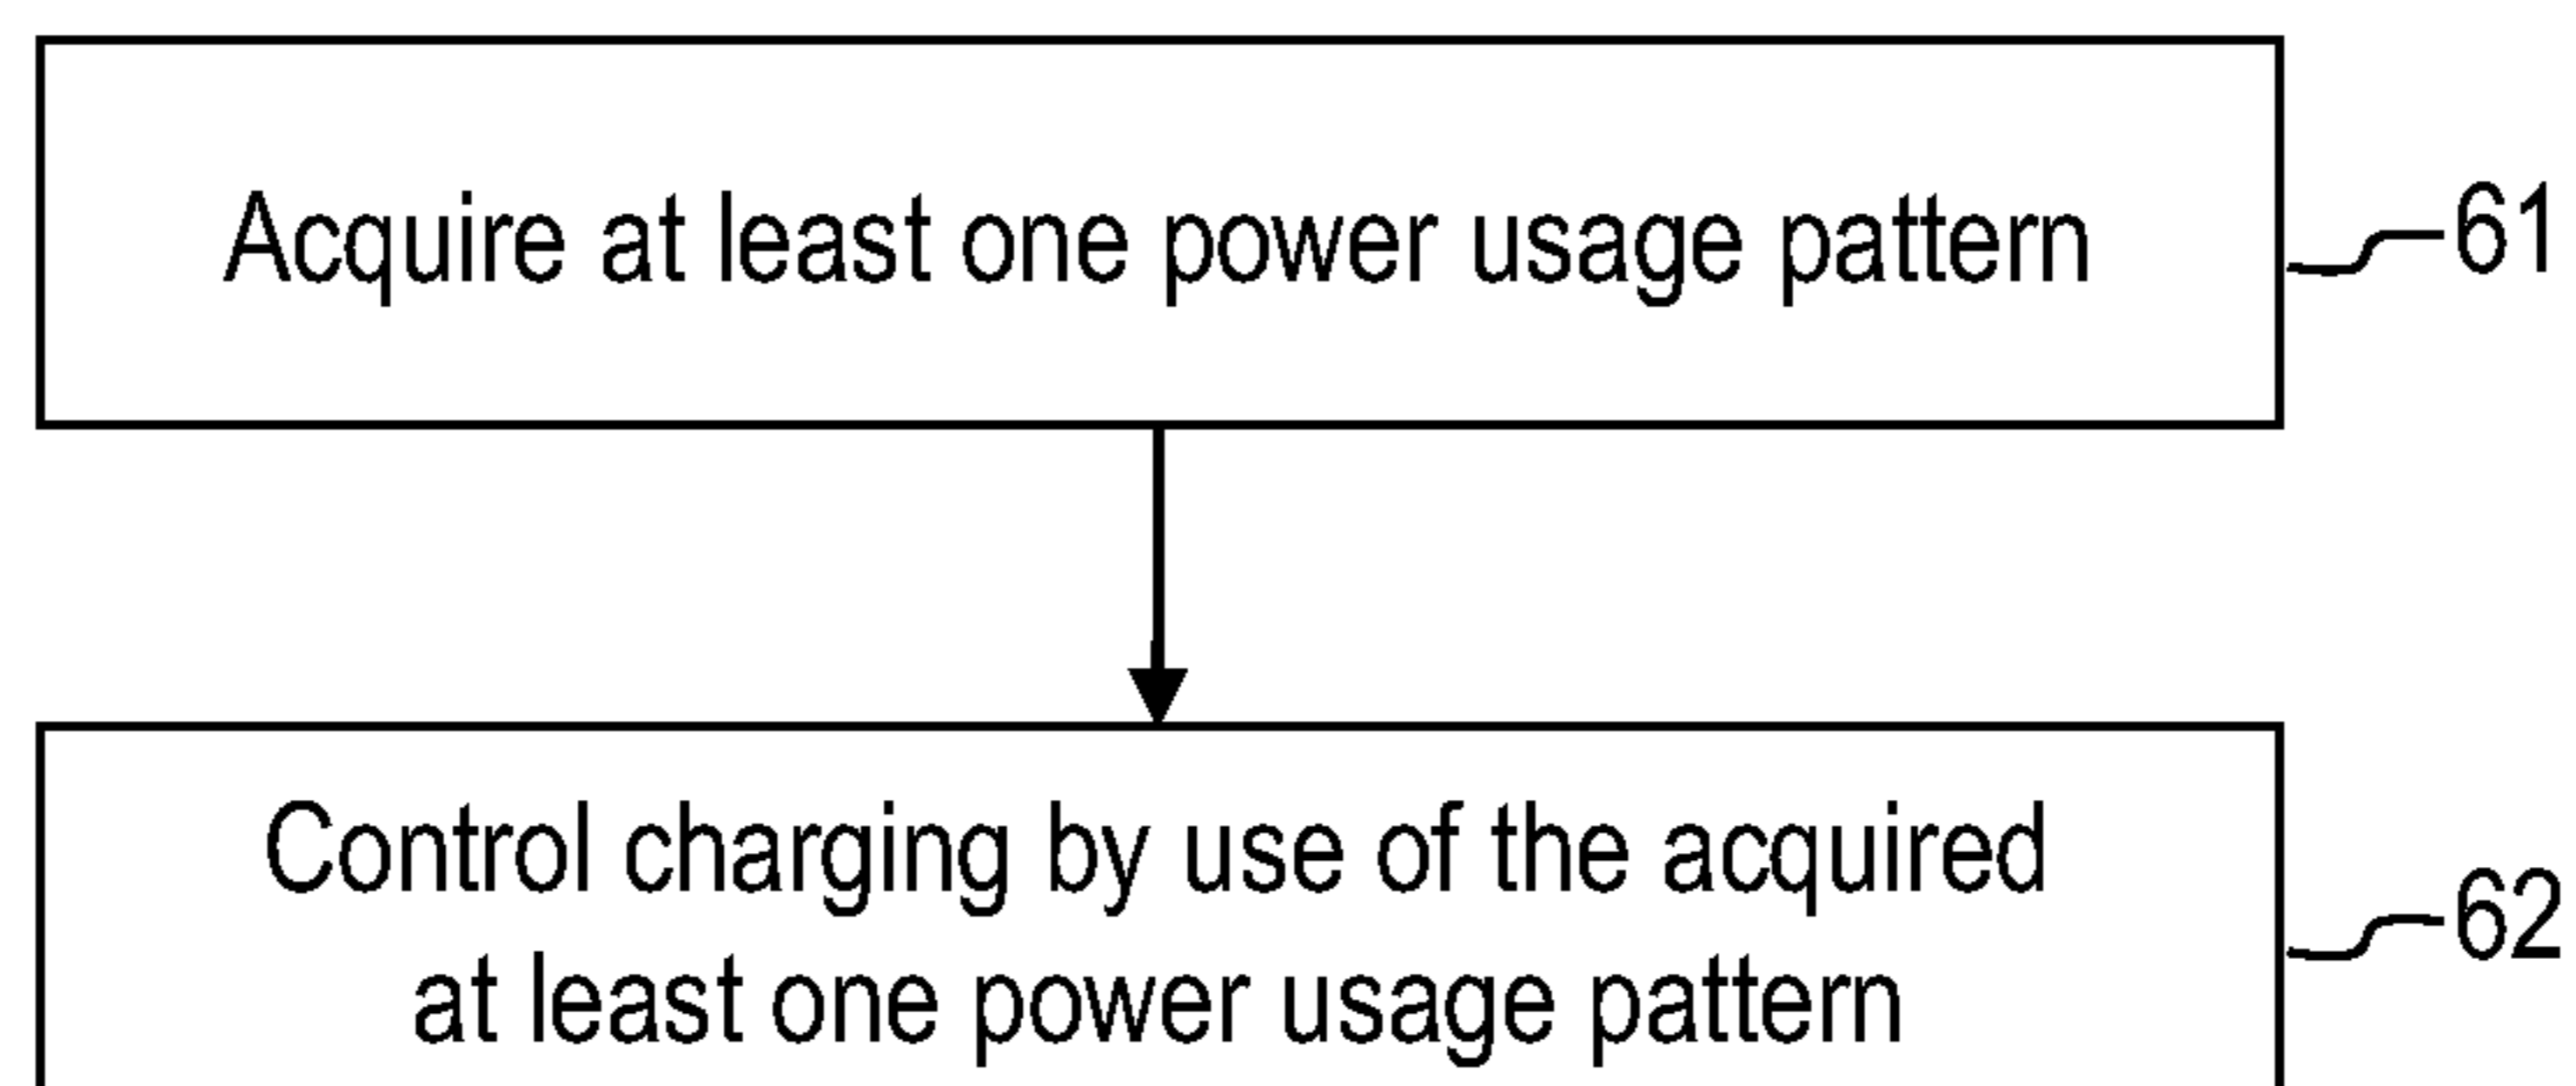 Acquire at least one power usage pattern
61
Control charging by use of the acquired
at least one power usage pattern
62